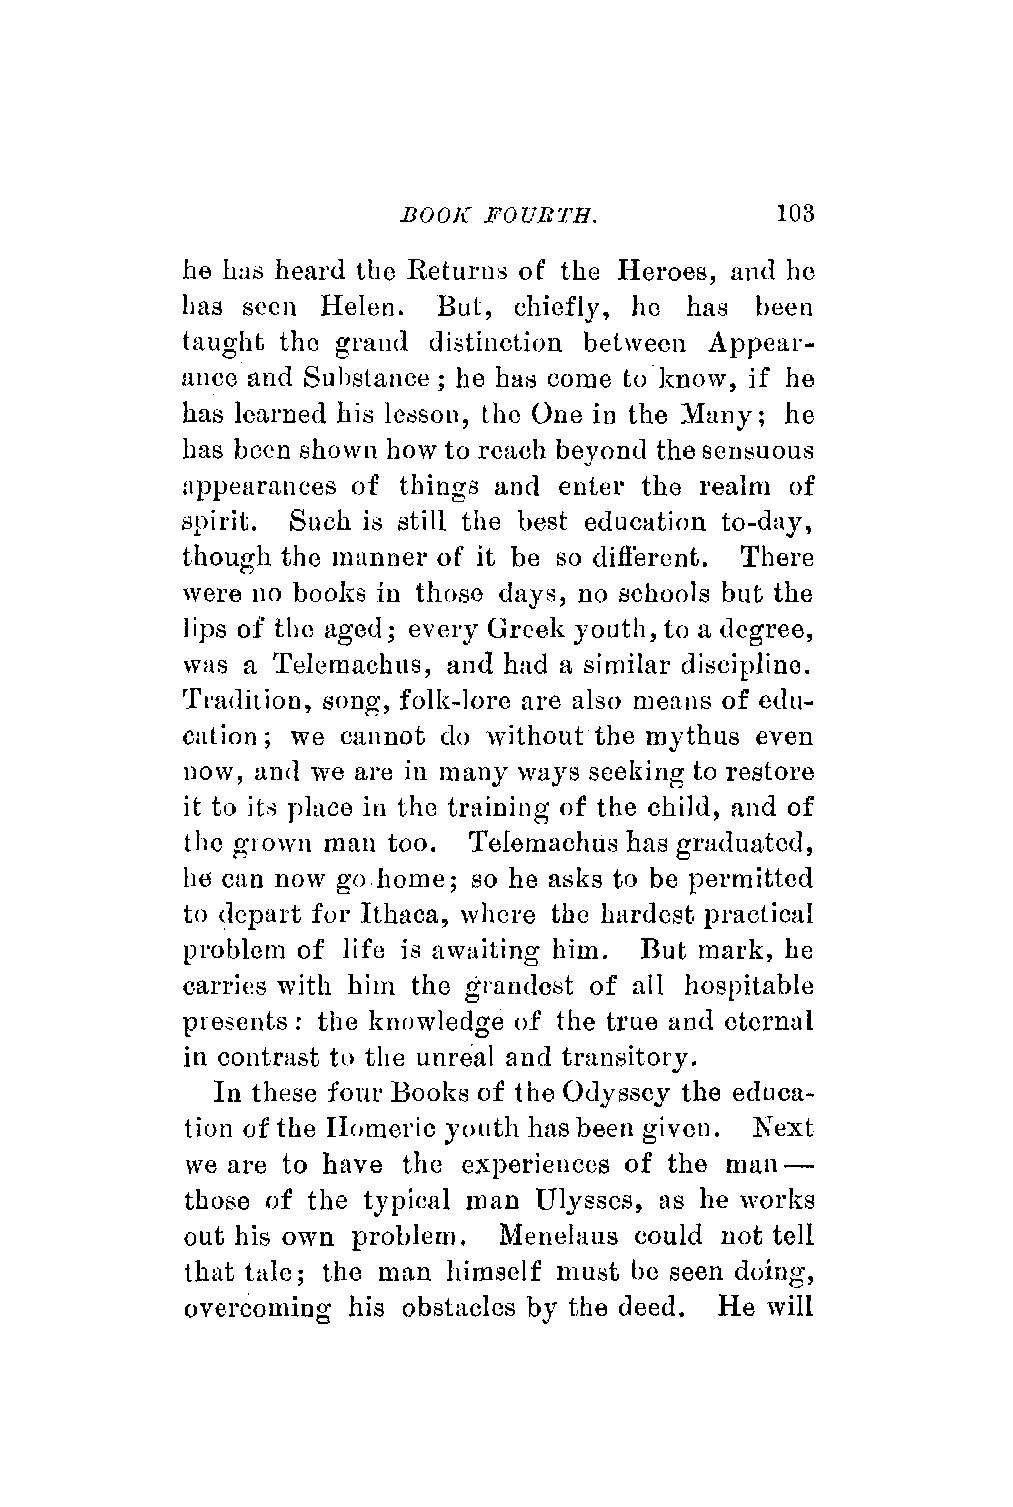 BOOK FOURTH. 103
he has heard the Returns of the Heroes, and he
has seen Helen. But, chiefly, he has been
taught the grand distinction between Appear-
ance and Substance; he has come to know, if he
has learned his lesson, the One in the Many; he
has been shown how to reach beyond the sensuous
appearances of things and enter the realm of
spirit. Such is still the best education to-day,
though the manner of it be so different. There
were no books in those days, no schools but the
lips of the aged; every Greek youth, to a degree,
was a Telemachus, and had a similar discipline.
Tradition, song, folk-lore are also means of edu-
cation; we cannot do without the mythus even
now, and we are in many ways seeking to restore
it to its place in the training of the child, and of
the grown man too. Telemachus has graduated,
he can now go home; so he asks to be permitted
to depart for Ithaca, where the hardest practical
problem of life is awaiting him. But mark, he
carries with him the grandest of all hospitable
presents: the knowledge of the true and eternal
in contrast to the unreal and transitory.
In these four Books of the Odyssey the educa-
tion of the Homeric youth has been given. Next
we are to have the experiences of the man—
those of the typical man Ulysses, as he works
out his own problem. Menelaus could not tell
that tale; the man himself must be seen doing,
overcoming his obstacles by the deed. He will